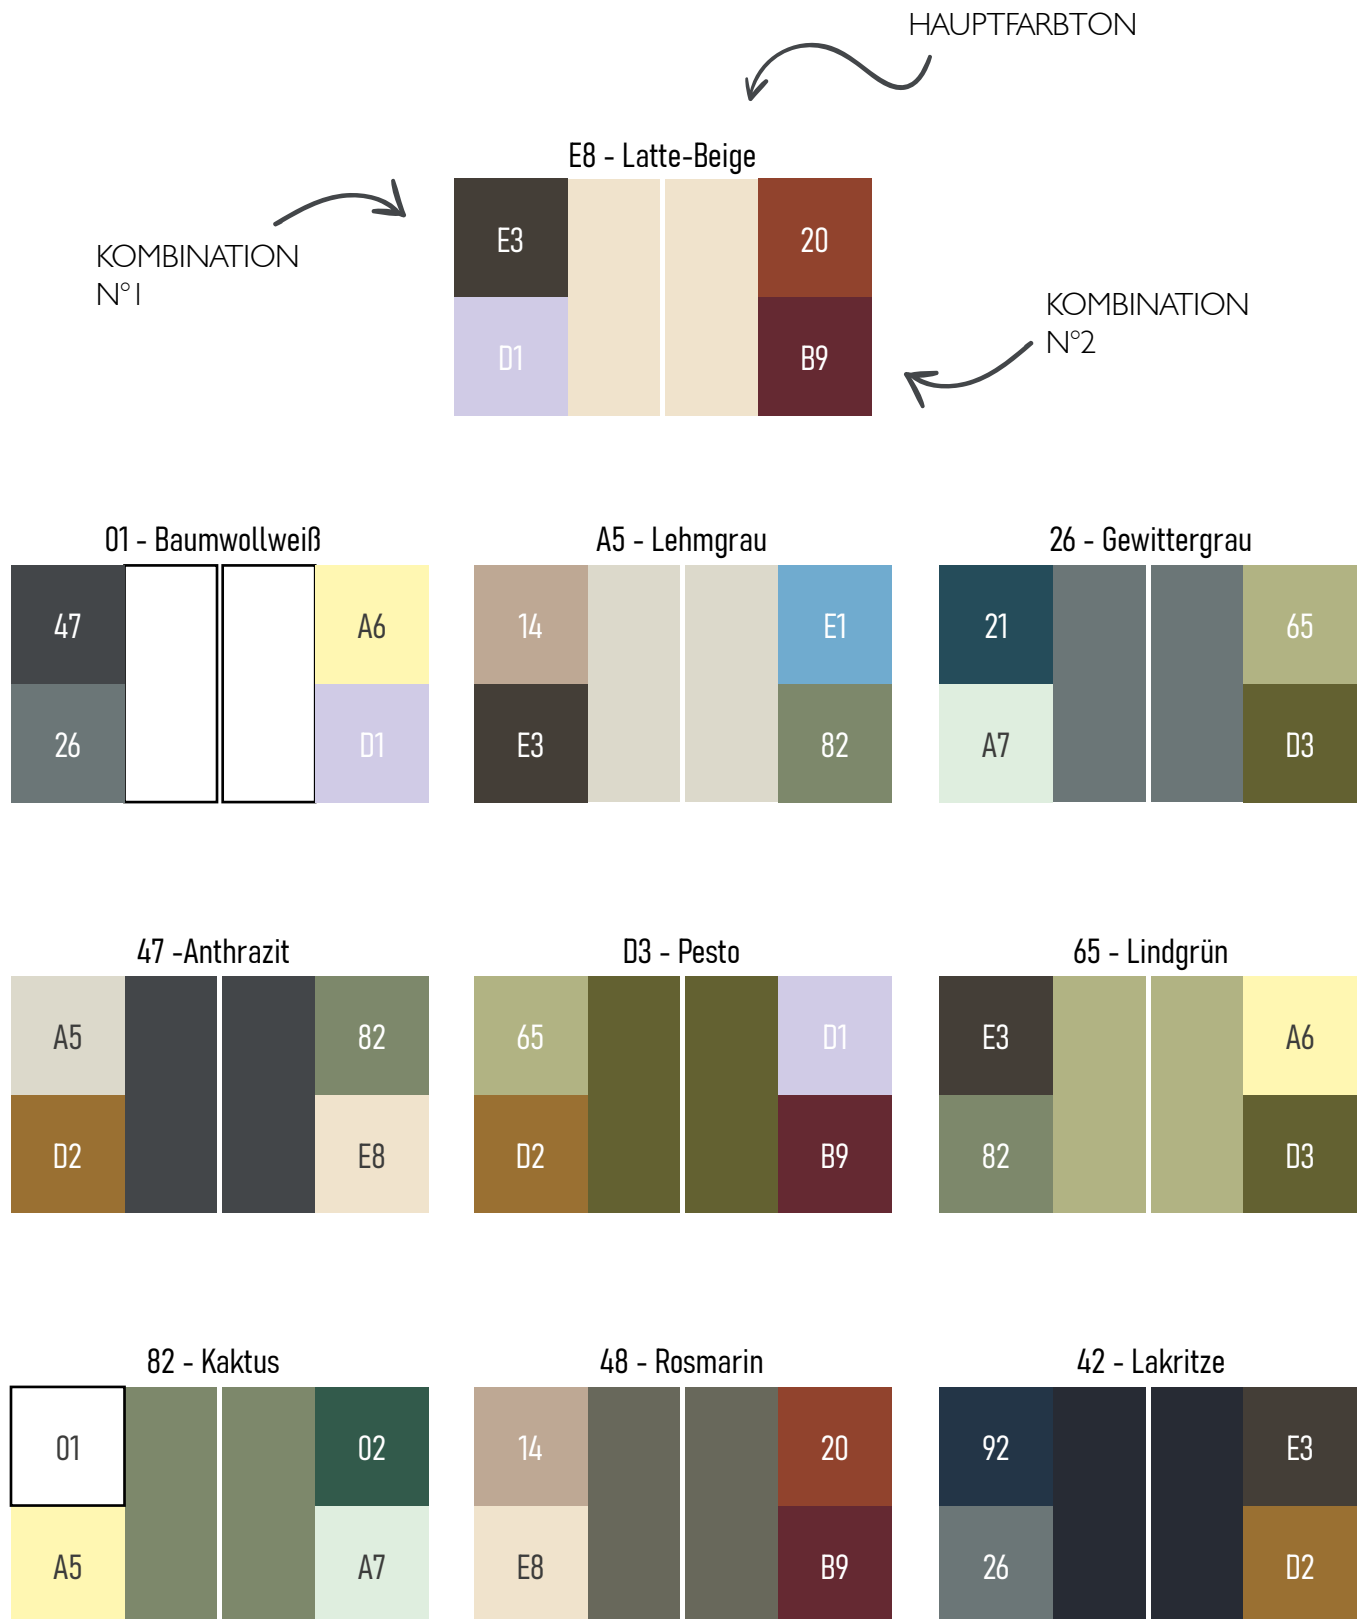 HAUPTFARBTON
E8 - Latte-Beige
KOMBINATION
N°1
E3
20
D1
B9
KOMBINATION
N°2
01 - Baumwollweiß
47
A6
26
D1
A5 - Lehmgrau
14
E1
E3
82
26 - Gewittergrau
21
65
A7
D3
47 -Anthrazit
A5
82
D2
E8
D3 - Pesto
65
D1
D2
B9
65 - Lindgrün
E3
A6
82
D3
82 - Kaktus
01
02
A5
A7
48 - Rosmarin
14
20
E8
B9
42 - Lakritze
92
E3
26
D2